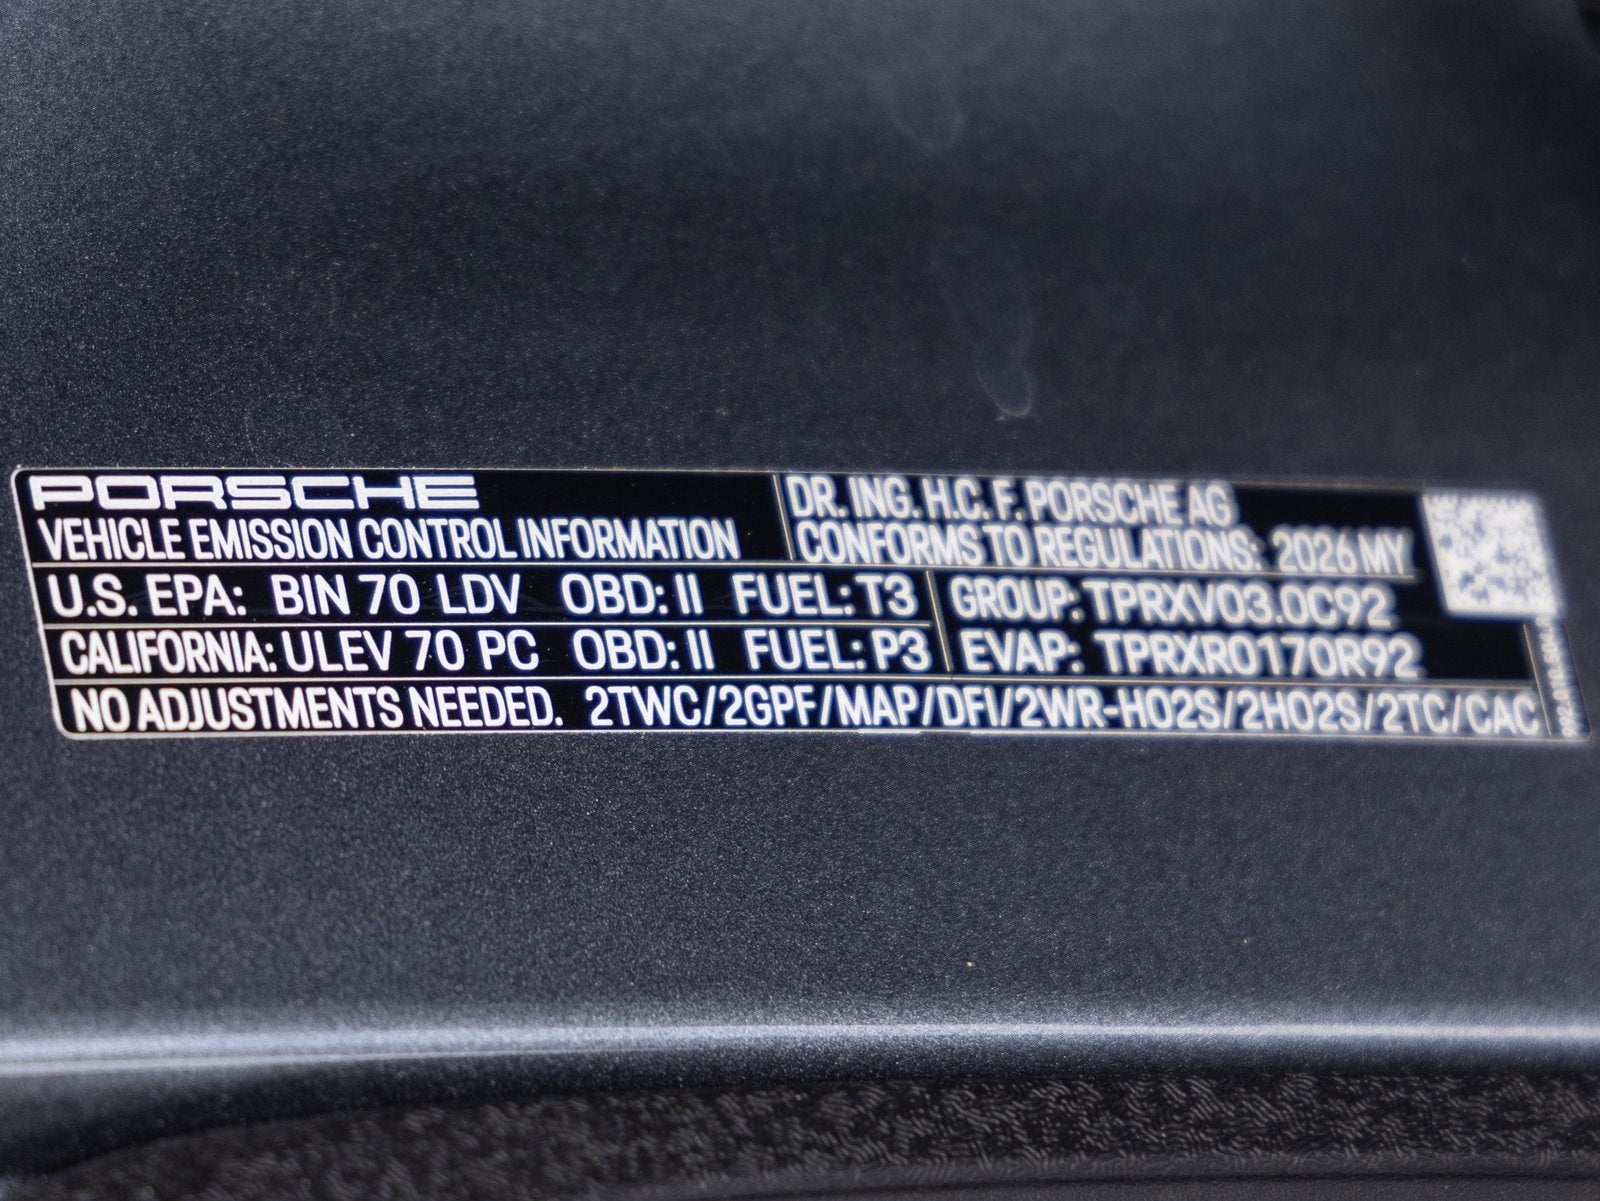 PORSCHE
VEHICLE EMISSION CONTROL INFORMATION
DR. ING. H.C. F. PORSCHE AG
CONFORMS TO REGULATIONS: 2026 MY
U.S. EPA: BIN 70 LDV OBD: II FUEL: T3
CALIFORNIA: ULEV 70 PC OBD: II FUEL: P3
GROUP: TPRXV03.0C92
EVAP: TPRXR0170R92
NO ADJUSTMENTS NEEDED. 2TWC/2GPF/MAP/DFI/2WR-HO2S/2HO2S/2TC/CAC